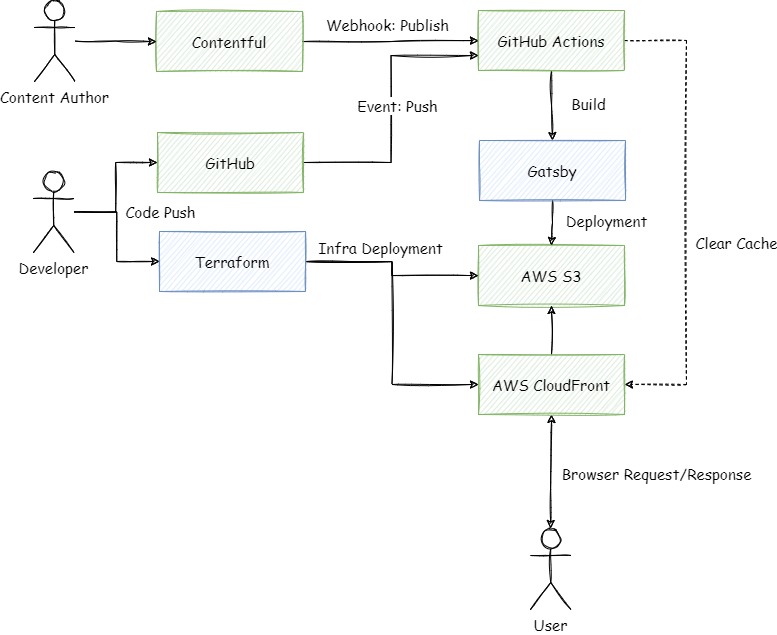 Webhook: Publish
Contentful
GitHub Actions
Content Author
Event: Push
Build
GitHub
Gatsby
Code Push
Deployment
Developer
Terraform
Infra Deployment
Clear Cache
AWS S3
AWS CloudFront
Browser Request/Response
User